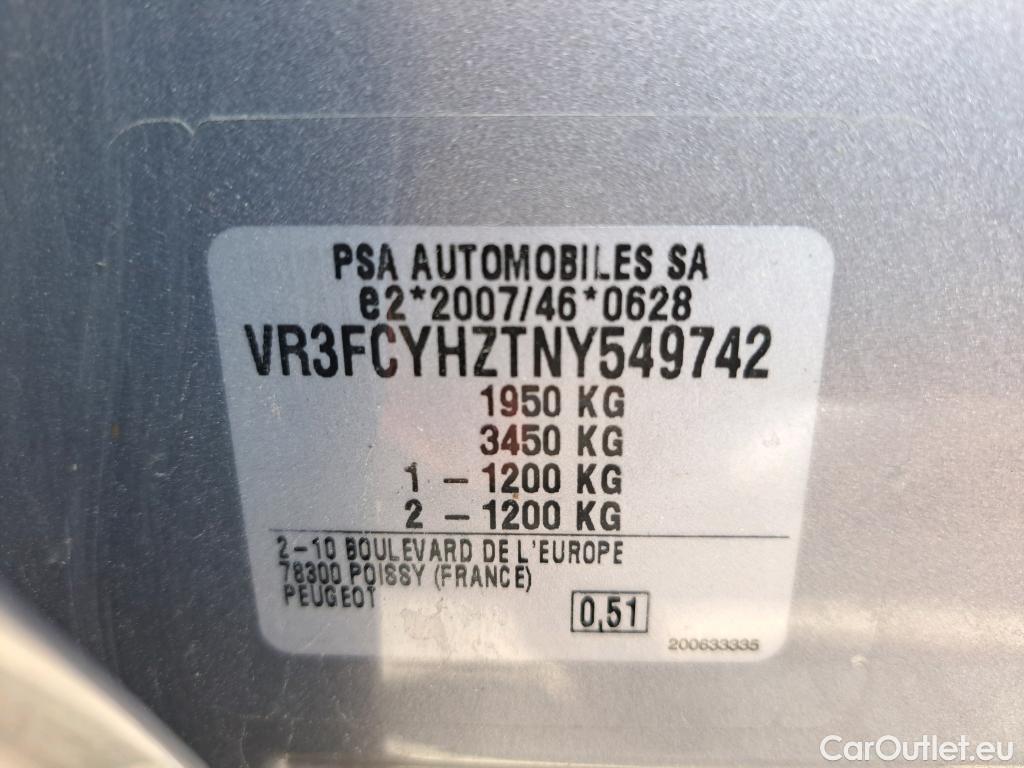 PSA AUTOMOBILES SA
e2*2007/46*0628
VR3FCYHZTNY549742
1950 KG
3450 KG
1 – 1200 KG
2 – 1200 KG
2–10 BOULEVARD DE L'EUROPE
78300 POISSY (FRANCE)
PEUGEOT
0,51
200633335
CarOutlet.eu